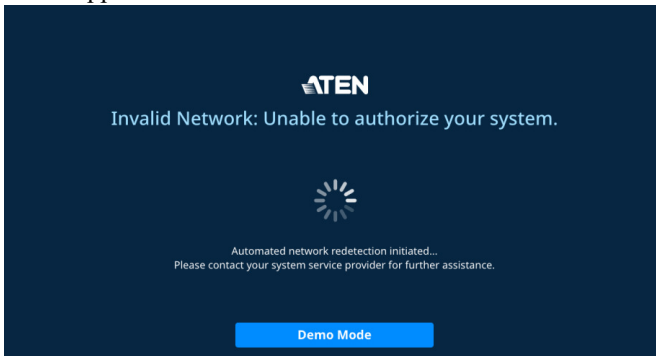 ATEN
Invalid Network: Unable to authorize your system.
Automated network redetection initiated...
Please contact your system service provider for further assistance.
Demo Mode